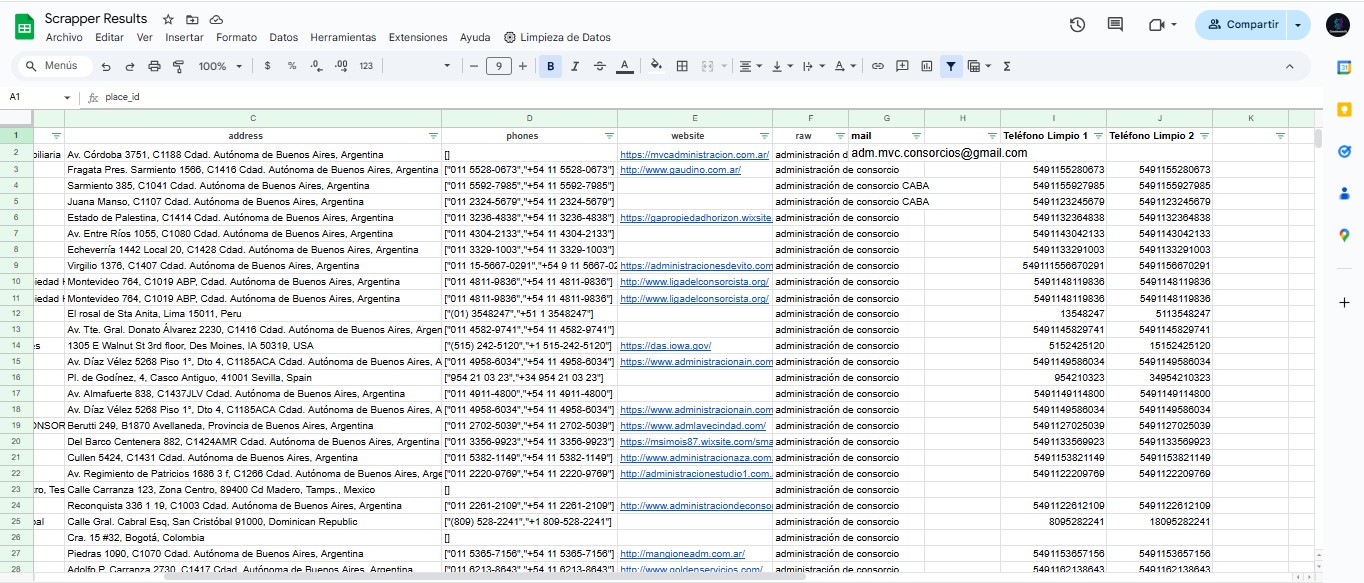 Scrapper Results
Archivo Editar Ver Insertar Formato Datos Herramientas Extensiones Ayuda Limpieza de Datos
Compartir
Menús 100% $ % .0 .00 123 9 B I A
A1 place_id
C D E F G H I J K
1 address phones website raw mail Teléfono Limpio 1 Teléfono Limpio 2
2 biliaria Av. Córdoba 3751, C1188 Cdad. Autónoma de Buenos Aires, Argentina [] https://mvcadministracion.com.ar/ administración d adm.mvc.consorcios@gmail.com
3 Fragata Pres. Sarmiento 1566, C1416 Cdad. Autónoma de Buenos Aires, Argentina ["011 5528-0673","+54 11 5528-0673"] http://www.gaudino.com.ar/ administración de consorcio 5491155280673 5491155280673
4 Sarmiento 385, C1041 Cdad. Autónoma de Buenos Aires, Argentina ["011 5592-7985","+54 11 5592-7985"] administración de consorcio CABA 5491155927985 5491155927985
5 Juana Manso, C1107 Cdad. Autónoma de Buenos Aires, Argentina ["011 2324-5679","+54 11 2324-5679"] administración de consorcio CABA 5491123245679 5491123245679
6 Estado de Palestina, C1414 Cdad. Autónoma de Buenos Aires, Argentina ["011 3236-4838","+54 11 3236-4838"] https://gapropiedadhorizon.wixsite. administración de consorcio 5491132364838 5491132364838
7 Av. Entre Ríos 1055, C1080 Cdad. Autónoma de Buenos Aires, Argentina ["011 4304-2133","+54 11 4304-2133"] administración de consorcio 5491143042133 5491143042133
8 Echeverría 1442 Local 20, C1428 Cdad. Autónoma de Buenos Aires, Argentina ["011 3329-1003","+54 11 3329-1003"] administración de consorcio 5491133291003 5491133291003
9 Virgilio 1376, C1407 Cdad. Autónoma de Buenos Aires, Argentina ["011 15-5667-0291","+54 9 11 5667-02 https://administracionesdevito.com administración de consorcio 549111556670291 5491156670291
10 iedad H Montevideo 764, C1019 ABP, Cdad. Autónoma de Buenos Aires, Argentina ["011 4811-9836","+54 11 4811-9836"] http://www.ligadelconsorcista.org/ administración de consorcio 5491148119836 5491148119836
11 iedad H Montevideo 764, C1019 ABP, Cdad. Autónoma de Buenos Aires, Argentina ["011 4811-9836","+54 11 4811-9836"] http://www.ligadelconsorcista.org/ administración de consorcio 5491148119836 5491148119836
12 El rosal de Sta Anita, Lima 15011, Peru ["(01) 3548247","+51 1 3548247"] administración de consorcio 13548247 5113548247
13 Av. Tte. Gral. Donato Álvarez 2230, C1416 Cdad. Autónoma de Buenos Aires, Argen ["011 4582-9741","+54 11 4582-9741"] administración de consorcio 5491145829741 5491145829741
14 s 1305 E Walnut St 3rd floor, Des Moines, IA 50319, USA ["(515) 242-5120","+1 515-242-5120"] https://das.iowa.gov/ administración de consorcio 5152425120 15152425120
15 Av. Díaz Vélez 5268 Piso 1°, Dto 4, C1185ACA Cdad. Autónoma de Buenos Aires, A ["011 4958-6034","+54 11 4958-6034"] https://www.administracionain.com administración de consorcio 5491149586034 5491149586034
16 Pl. de Godínez, 4, Casco Antiguo, 41001 Sevilla, Spain ["954 21 03 23","+34 954 21 03 23"] administración de consorcio 954210323 34954210323
17 Av. Almafuerte 838, C1437JLV Cdad. Autónoma de Buenos Aires, Argentina ["011 4911-4800","+54 11 4911-4800"] administración de consorcio 5491149114800 5491149114800
18 Av. Díaz Vélez 5268 Piso 1°, Dto 4, C1185ACA Cdad. Autónoma de Buenos Aires, A ["011 4958-6034","+54 11 4958-6034"] https://www.administracionain.com administración de consorcio 5491149586034 5491149586034
19 ONSOR Berutti 249, B1870 Avellaneda, Provincia de Buenos Aires, Argentina ["011 2702-5039","+54 11 2702-5039"] https://www.admlavecindad.com/ administración de consorcio 5491127025039 5491127025039
20 Del Barco Centenera 882, C1424AMR Cdad. Autónoma de Buenos Aires, Argentina ["011 3356-9923","+54 11 3356-9923"] https://msimois87.wixsite.com/sma administración de consorcio 5491133569923 5491133569923
21 Cullen 5424, C1431 Cdad. Autónoma de Buenos Aires, Argentina ["011 5382-1149","+54 11 5382-1149"] https://www.administracionaza.com administración de consorcio 5491153821149 5491153821149
22 Av. Regimiento de Patricios 1686 3 f, C1266 Cdad. Autónoma de Buenos Aires, Arge ["011 2220-9769","+54 11 2220-9769"] http://administracionestudio1.com. administración de consorcio 5491122209769 5491122209769
23 tro, Tes Calle Carranza 123, Zona Centro, 89400 Cd Madero, Tamps., Mexico [] administración de consorcio
24 Reconquista 336 1 19, C1003 Cdad. Autónoma de Buenos Aires, Argentina ["011 2261-2109","+54 11 2261-2109"] http://www.administraciondeconso administración de consorcio 5491122612109 5491122612109
25 bal Calle Gral. Cabral Esq, San Cristóbal 91000, Dominican Republic ["(809) 528-2241","+1 809-528-2241"] administración de consorcio 8095282241 18095282241
26 Cra. 15 #32, Bogotá, Colombia [] administración de consorcio
27 Piedras 1090, C1070 Cdad. Autónoma de Buenos Aires, Argentina ["011 5365-7156","+54 11 5365-7156"] http://mangioneadm.com.ar/ administración de consorcio 5491153657156 5491153657156
28 Adolfo P. Carranza 2730, C1417 Cdad. Autónoma de Buenos Aires, Argentina ["011 6213-8643","+54 11 6213-8643"] http://www.goldenservicios.com/ administración de consorcio 5491162138643 5491162138643